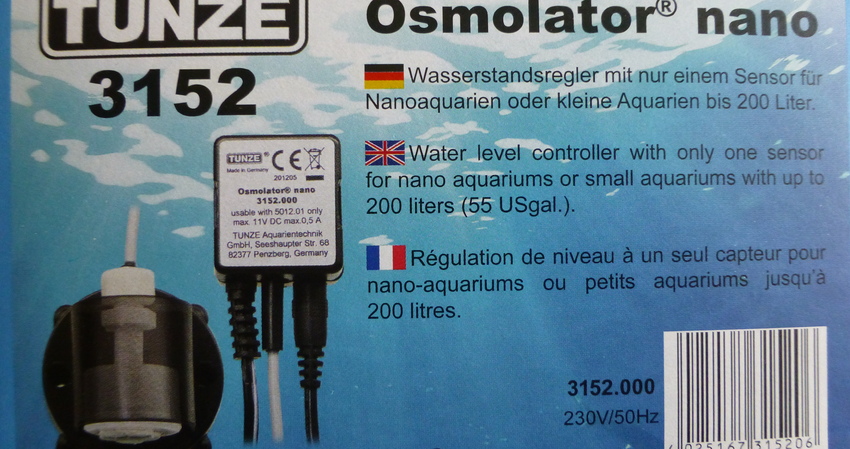 TUNZE
Osmolator® nano
3152
Wasserstandsregler mit nur einem Sensor für
Nanoaquarien oder kleine Aquarien bis 200 Liter.
Water level controller with only one sensor
for nano aquariums or small aquariums with up to
200 liters (55 USgal.).
Régulation de niveau à un seul capteur pour
nano-aquariums ou petits aquariums jusqu'à
200 litres.
TUNZE® CE
Made in Germany
201205
Osmolator® nano
3152.000
usable with 5012.01 only
max. 11V DC max.0,5 A
TUNZE Aquarientechnik
GmbH, Seeshaupter Str. 68
82377 Penzberg, Germany
3152.000
230V/50Hz
4 025167 315206